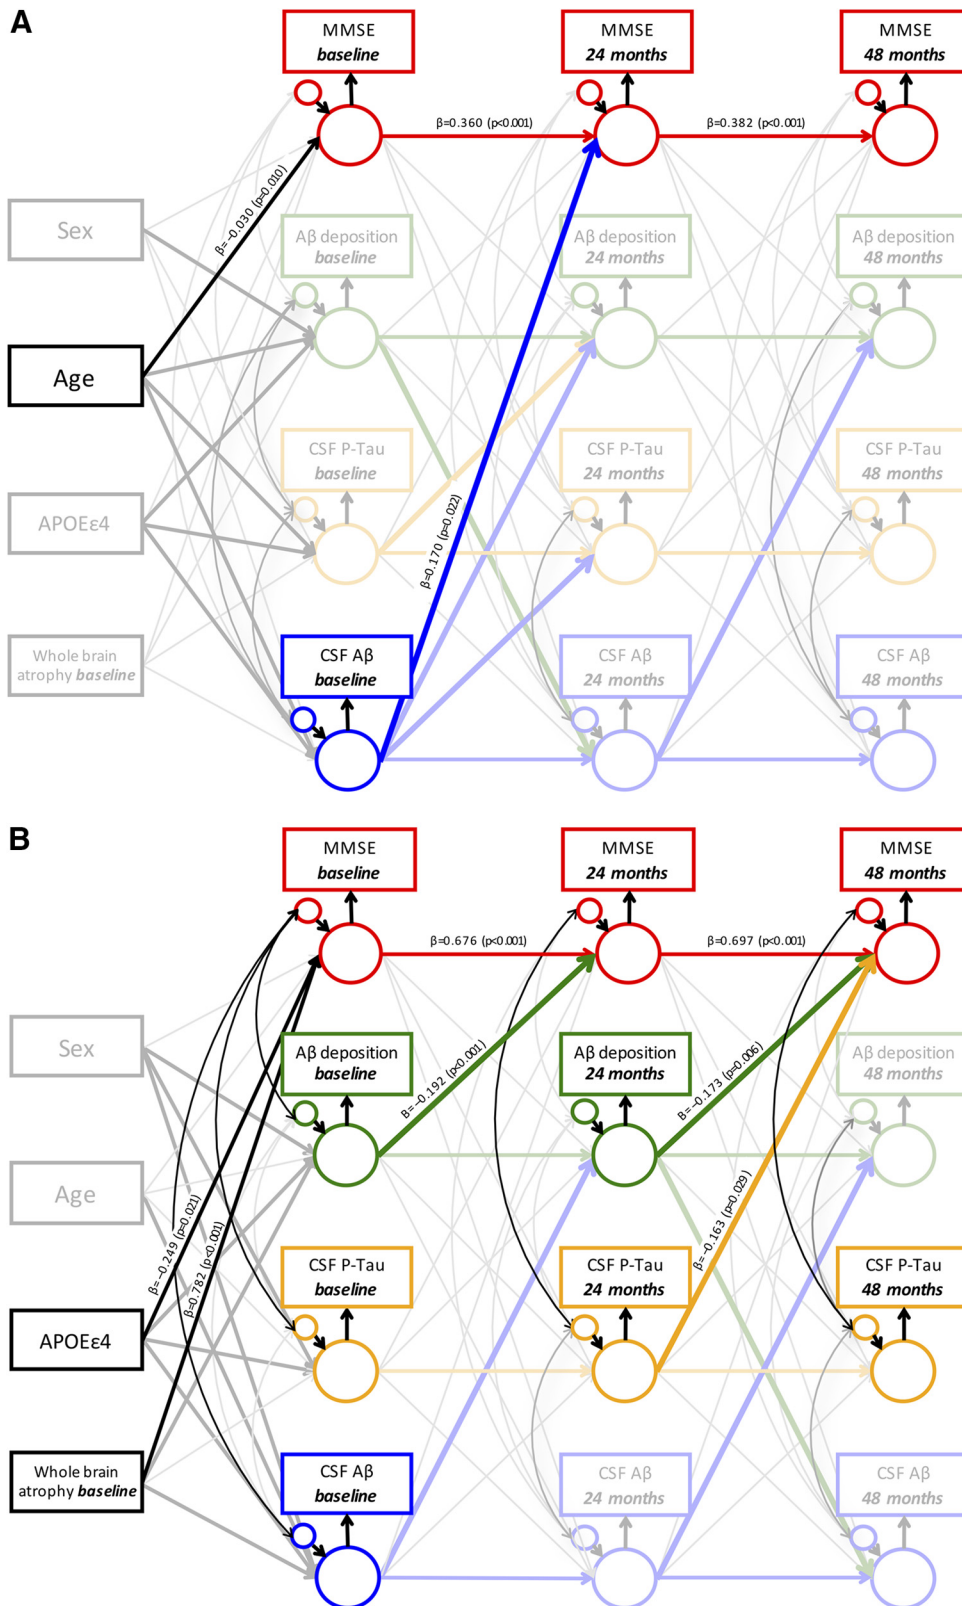 A
MMSE
baseline
MMSE
24 months
MMSE
48 months
β=0.360 (p<0.001)
β=0.382 (p<0.001)
β=−0.030 (p=0.010)
Sex
Aβ deposition
baseline
Aβ deposition
24 months
Aβ deposition
48 months
Age
CSF P-Tau
baseline
CSF P-Tau
24 months
CSF P-Tau
48 months
APOEε4
β=0.170 (p=0.022)
Whole brain
atrophy baseline
CSF Aβ
baseline
CSF Aβ
24 months
CSF Aβ
48 months
B
MMSE
baseline
MMSE
24 months
MMSE
48 months
β=0.676 (p<0.001)
β=0.697 (p<0.001)
Sex
Aβ deposition
baseline
Aβ deposition
24 months
Aβ deposition
48 months
B=−0.192 (p<0.001)
B=−0.173 (p=0.006)
Age
β=−0.249 (p=0.021)
β=0.782 (p<0.001)
β=−0.163 (p=0.029)
CSF P-Tau
baseline
CSF P-Tau
24 months
CSF P-Tau
48 months
APOEε4
Whole brain
atrophy baseline
CSF Aβ
baseline
CSF Aβ
24 months
CSF Aβ
48 months